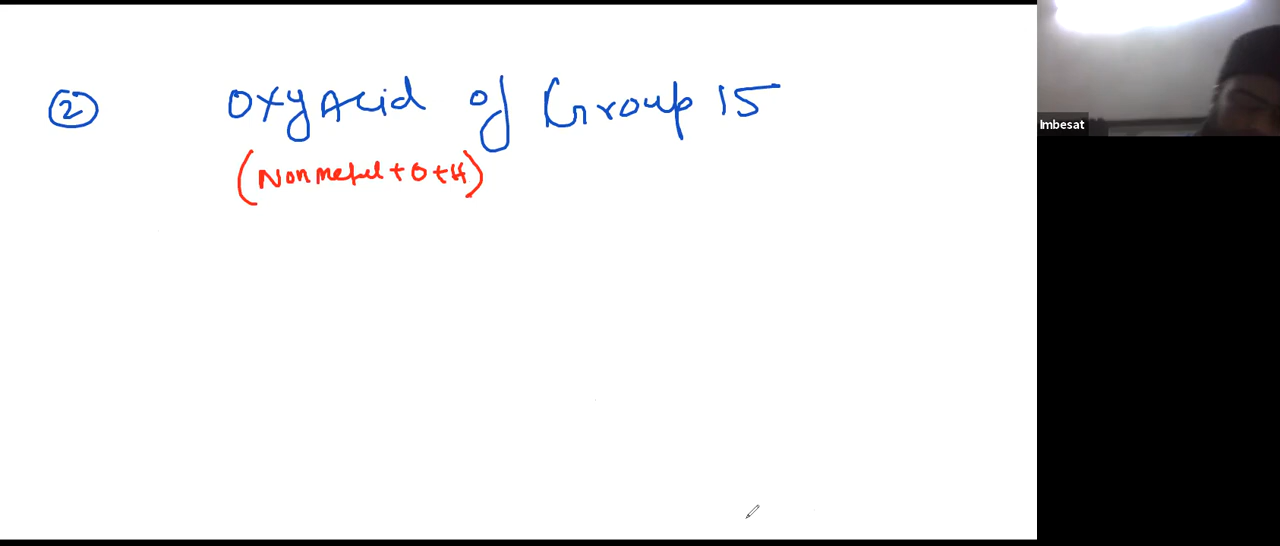 ② OxyAcid of Group 15
(Nonmetal + O + H)
Imbesat